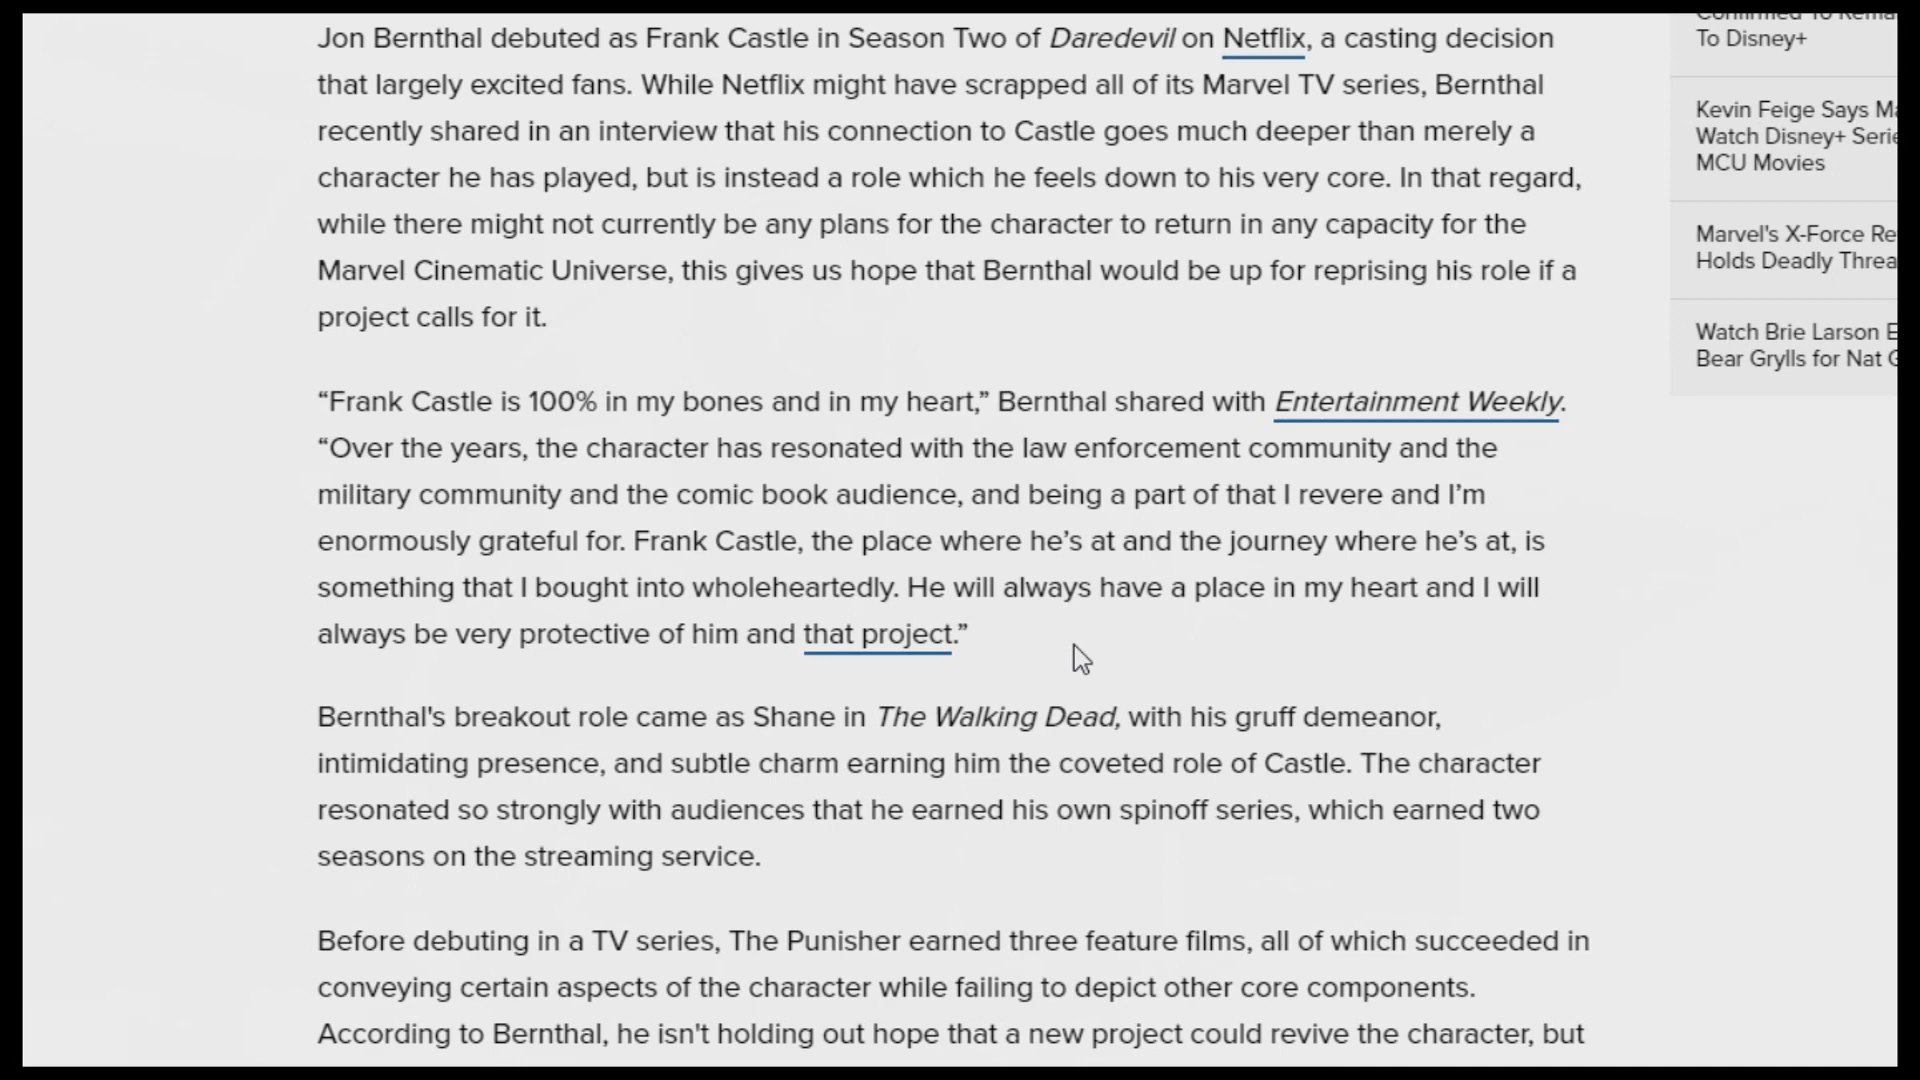 Jon Bernthal debuted as Frank Castle in Season Two of Daredevil on Netflix, a casting decision
that largely excited fans. While Netflix might have scrapped all of its Marvel TV series, Bernthal
recently shared in an interview that his connection to Castle goes much deeper than merely a
character he has played, but is instead a role which he feels down to his very core. In that regard,
while there might not currently be any plans for the character to return in any capacity for the
Marvel Cinematic Universe, this gives us hope that Bernthal would be up for reprising his role if a
project calls for it.
“Frank Castle is 100% in my bones and in my heart,” Bernthal shared with Entertainment Weekly.
“Over the years, the character has resonated with the law enforcement community and the
military community and the comic book audience, and being a part of that I revere and I’m
enormously grateful for. Frank Castle, the place where he’s at and the journey where he’s at, is
something that I bought into wholeheartedly. He will always have a place in my heart and I will
always be very protective of him and that project.”
Bernthal's breakout role came as Shane in The Walking Dead, with his gruff demeanor,
intimidating presence, and subtle charm earning him the coveted role of Castle. The character
resonated so strongly with audiences that he earned his own spinoff series, which earned two
seasons on the streaming service.
Before debuting in a TV series, The Punisher earned three feature films, all of which succeeded in
conveying certain aspects of the character while failing to depict other core components.
According to Bernthal, he isn't holding out hope that a new project could revive the character, but
To Disney+
Kevin Feige Says
Watch Disney+
MCU Movies
Marvel's X-Force
Holds Deadly
Watch Brie Larson
Bear Grylls for Nat